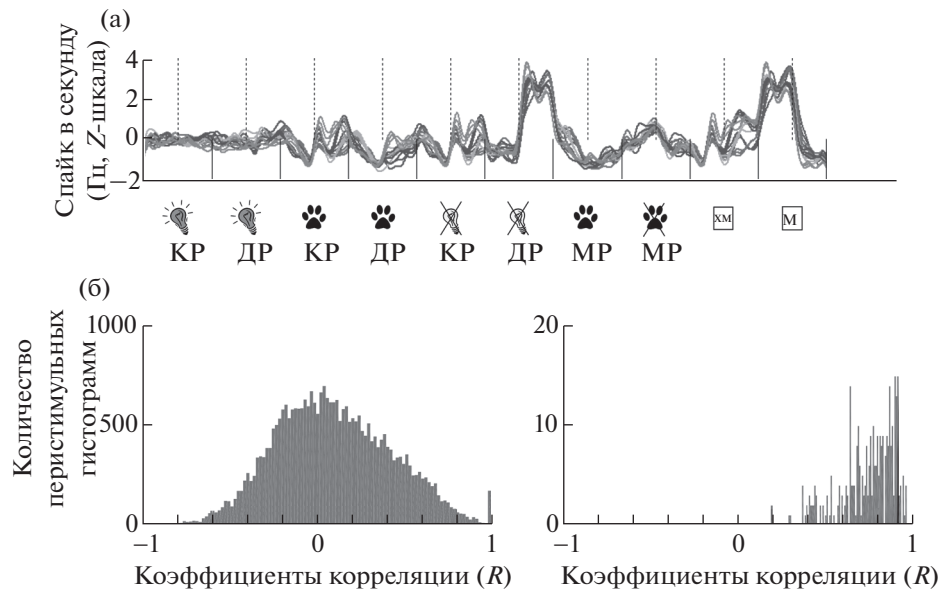 (а)
Спайк в секунду
(Гц, Z-шкала)
4
2
0
−2
КР ДР КР ДР КР ДР МР МР
хм м
(б)
Количество
перистимульных
гистограмм
1000
500
0
−1 0 1
Коэффициенты корреляции (R)
20
10
0
−1 0 1
Коэффициенты корреляции (R)